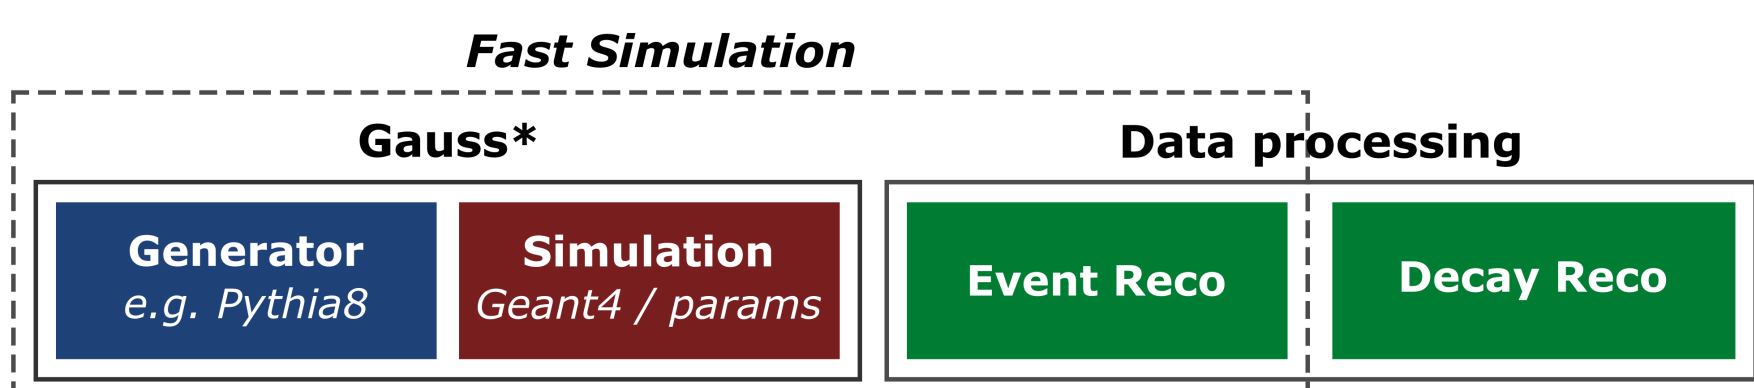 Fast Simulation
Gauss*
Data processing
Generator
e.g. Pythia8
Simulation
Geant4 / params
Event Reco
Decay Reco